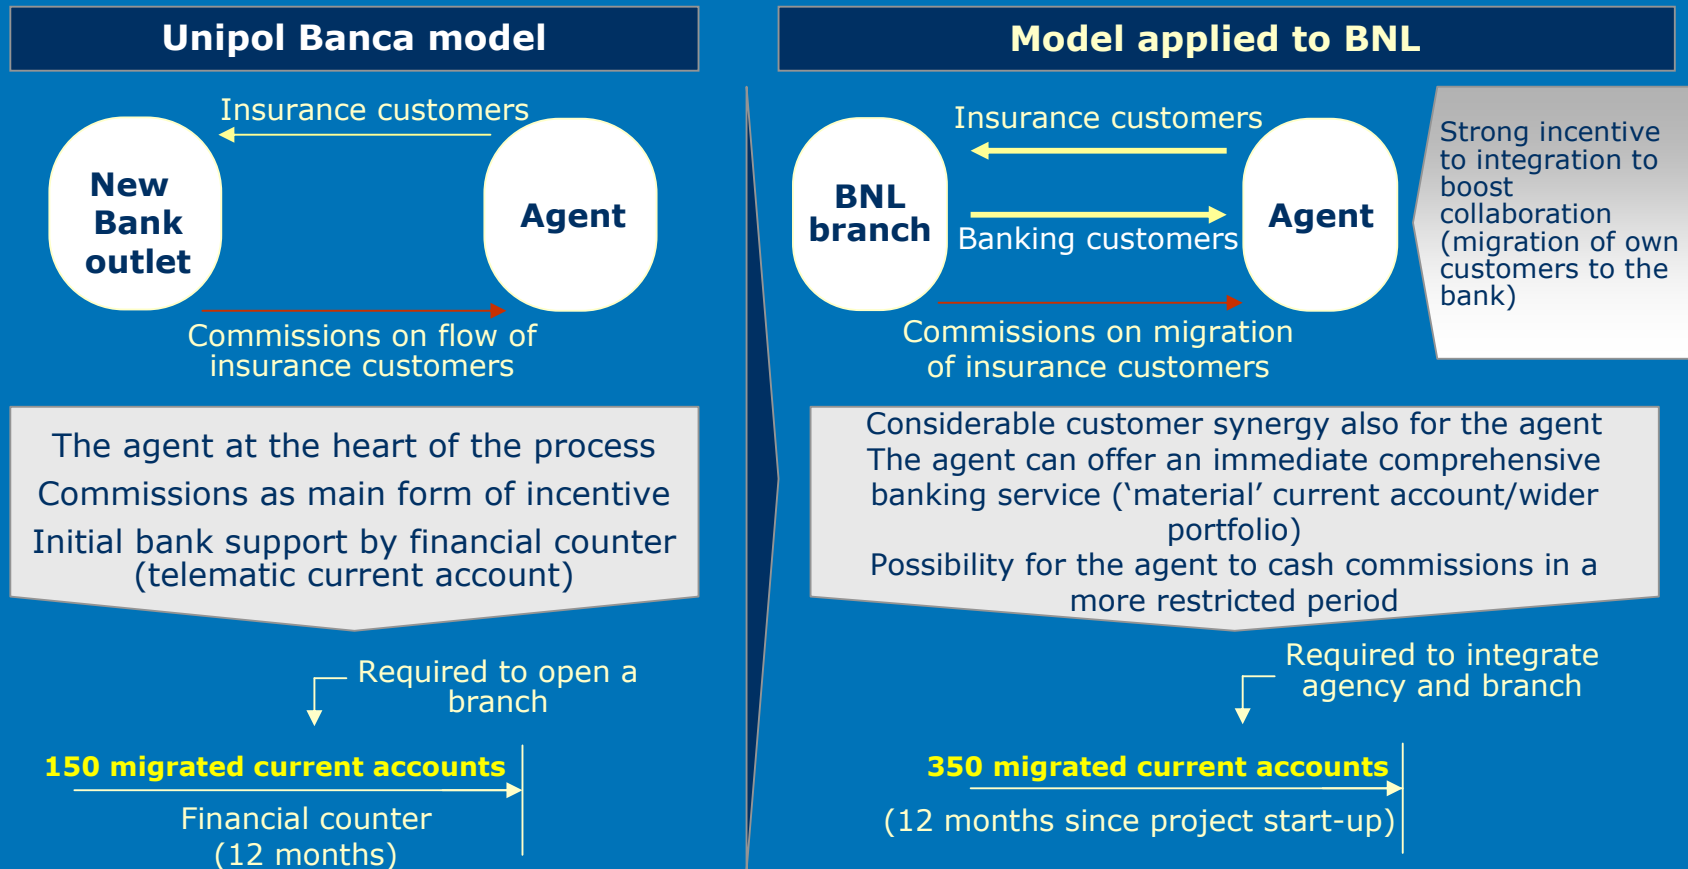 Unipol Banca model
Insurance customers
New
Bank
outlet
Agent
Commissions on flow of
insurance customers
The agent at the heart of the process
Commissions as main form of incentive
Initial bank support by financial counter
(telematic current account)
Required to open a
branch
150 migrated current accounts
Financial counter
(12 months)
Model applied to BNL
Insurance customers
BNL
branch
Banking customers
Agent
Commissions on migration
of insurance customers
Strong incentive
to integration to
boost
collaboration
(migration of own
customers to the
bank)
Considerable customer synergy also for the agent
The agent can offer an immediate comprehensive
banking service (‘material’ current account/wider
portfolio)
Possibility for the agent to cash commissions in a
more restricted period
Required to integrate
agency and branch
350 migrated current accounts
(12 months since project start-up)